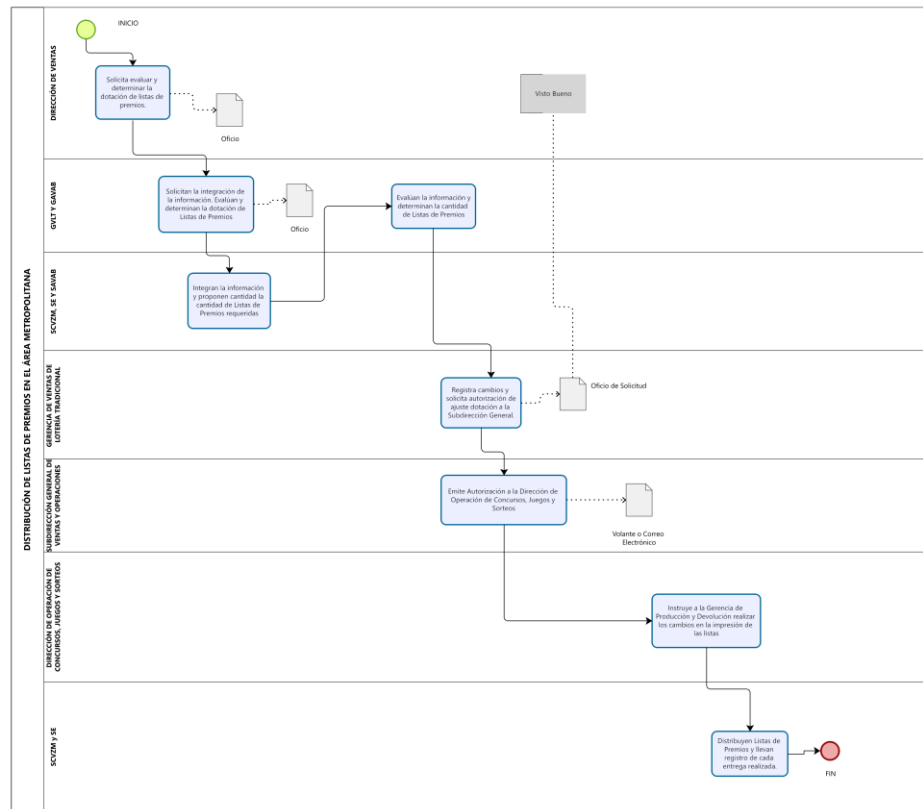 DISTRIBUCIÓN DE LISTAS DE PREMIOS EN EL ÁREA METROPOLITANA
DIRECCIÓN DE VENTAS
INICIO
Solicita evaluar y
determinar la
dotación de listas de
premios.
Oficio
Visto Bueno
GVLT Y GAVAB
Solicitan la integración de
la información. Evalúan y
determinan la dotación de
Listas de Premios
Oficio
Evalúan la información y
determinan la cantidad
de Listas de Premios
SCVZM, SE Y SAVAB
Integran la información
y proponen cantidad la
cantidad de Listas de
Premios requeridas
GERENCIA DE VENTAS DE
LOTERÍA TRADICIONAL
Registra cambios y
solicita autorización de
ajuste dotación a la
Subdirección General.
Oficio de Solicitud
SUBDIRECCIÓN GENERAL DE
VENTAS Y OPERACIONES
Emite Autorización a la Dirección de
Operación de Concursos, Juegos y
Sorteos
Volante o Correo
Electrónico
DIRECCIÓN DE OPERACIÓN DE
CONCURSOS, JUEGOS Y SORTEOS
Instruye a la Gerencia de
Producción y Devolución realizar
los cambios en la impresión de
las listas
SCVZM y SE
Distribuyen Listas de
Premios y llevan
registro de cada
entrega realizada.
FIN